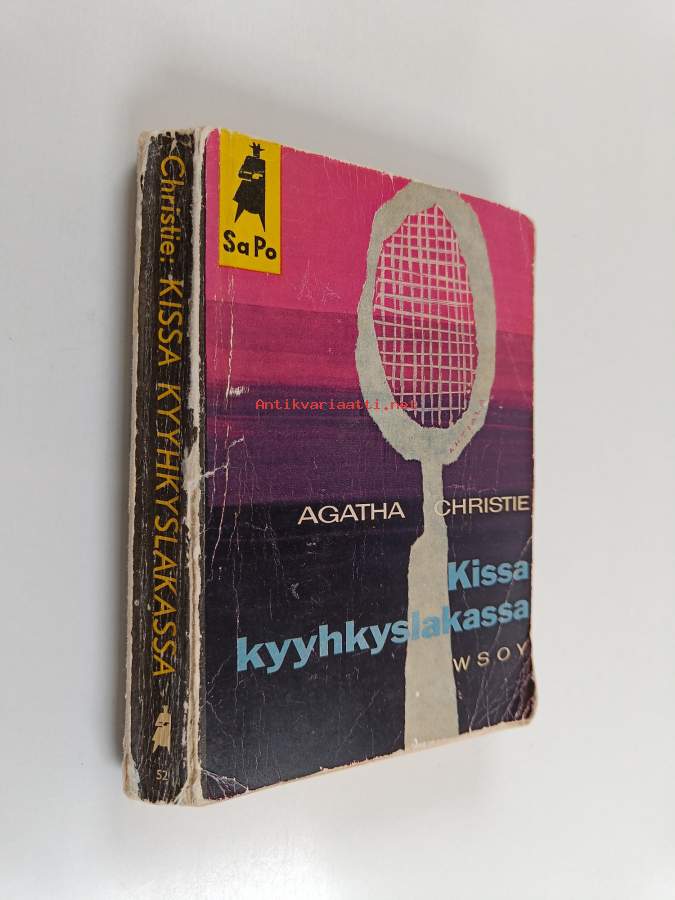 Christie: KISSA KYYHKYSLAKASSA
52
SaPo
Antikvariaatti.net
AGATHA CHRISTIE
Kissa
kyyhkyslakassa
WSOY